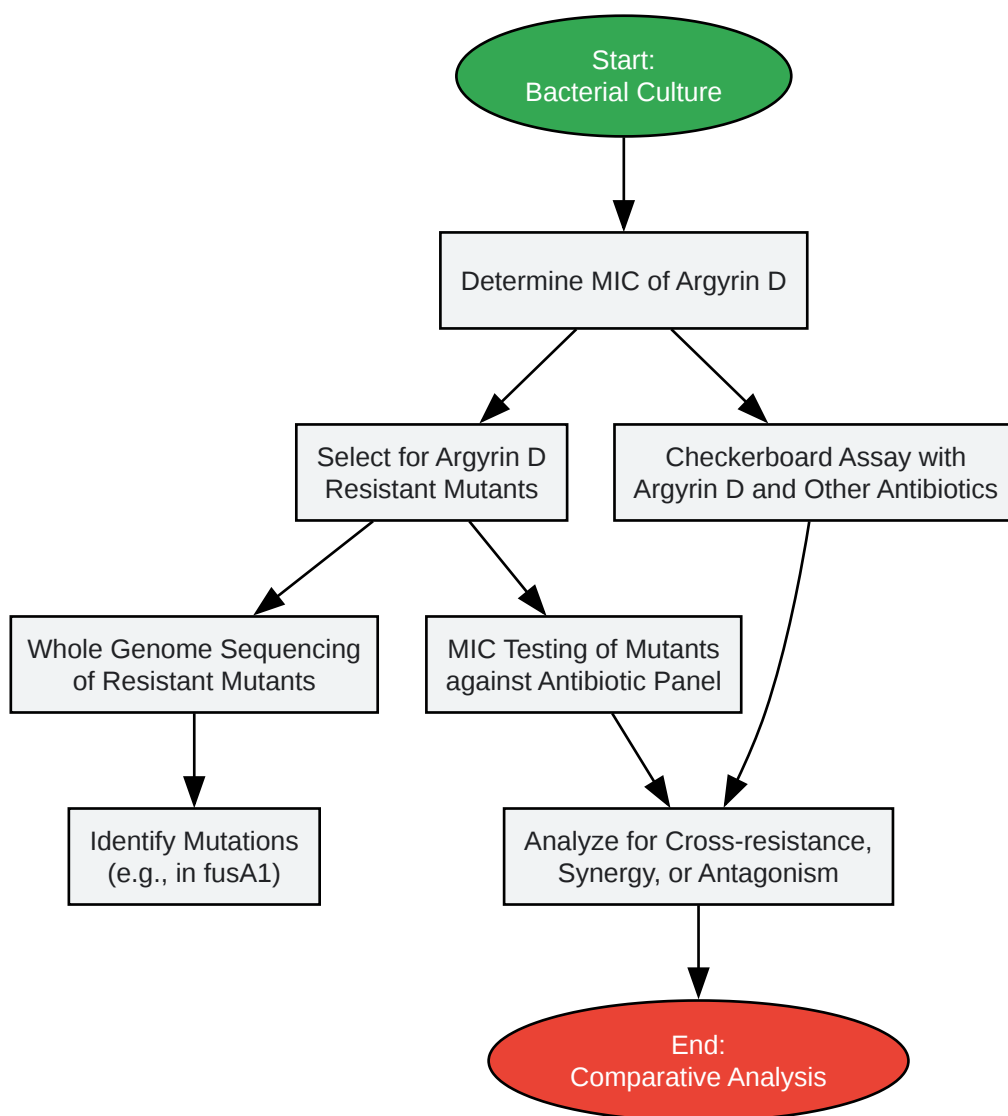 Start:
Bacterial Culture
Determine MIC of Argyrin D
Select for Argyrin D
Resistant Mutants
Checkerboard Assay with
Argyrin D and Other Antibiotics
Whole Genome Sequencing
of Resistant Mutants
MIC Testing of Mutants
against Antibiotic Panel
Identify Mutations
(e.g., in fusA1)
Analyze for Cross-resistance,
Synergy, or Antagonism
End:
Comparative Analysis